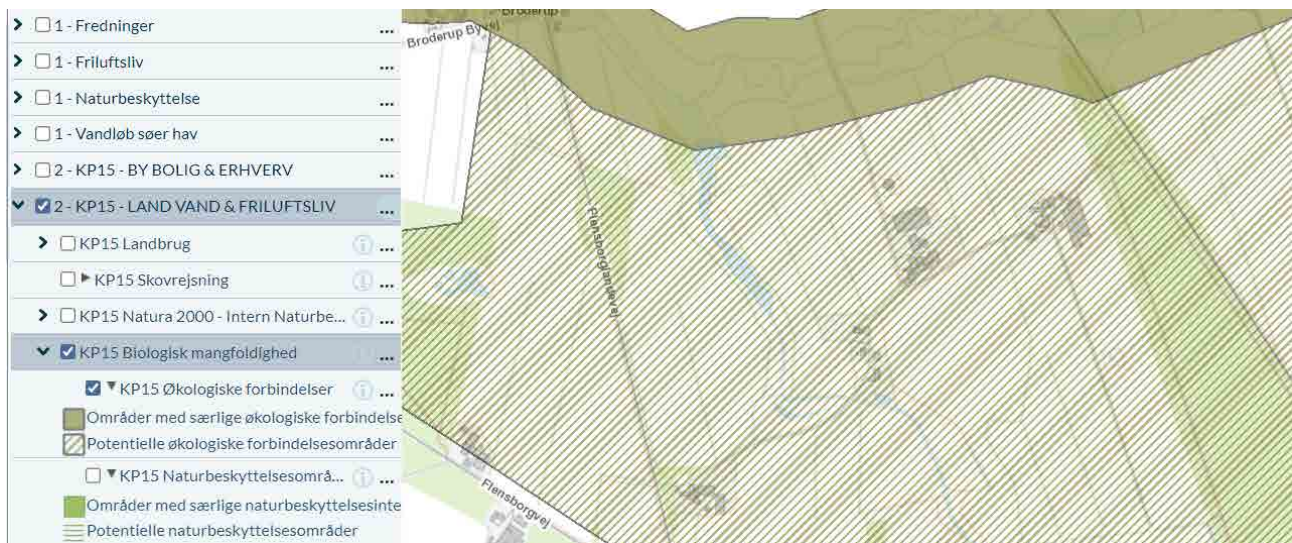 1 - Fredninger ...
1 - Friluftsliv ...
1 - Naturbeskyttelse ...
1 - Vandløb søer hav ...
2 - KP15 - BY BOLIG & ERHVERV ...
2 - KP15 - LAND VAND & FRILUFTSLIV ...
KP15 Landbrug ...
KP15 Skovrejsning ...
KP15 Natura 2000 - Intern Naturbe... ...
KP15 Biologisk mangfoldighed ...
KP15 Økologiske forbindelser ...
Områder med særlige økologiske forbindelse
Potentielle økologiske forbindelsesområder
KP15 Naturbeskyttelsesområ... ...
Områder med særlige naturbeskyttelsesinte
Potentielle naturbeskyttelsesområder
Broderup
Broderup Byvej
Flensborglandevej
Flensborgvej